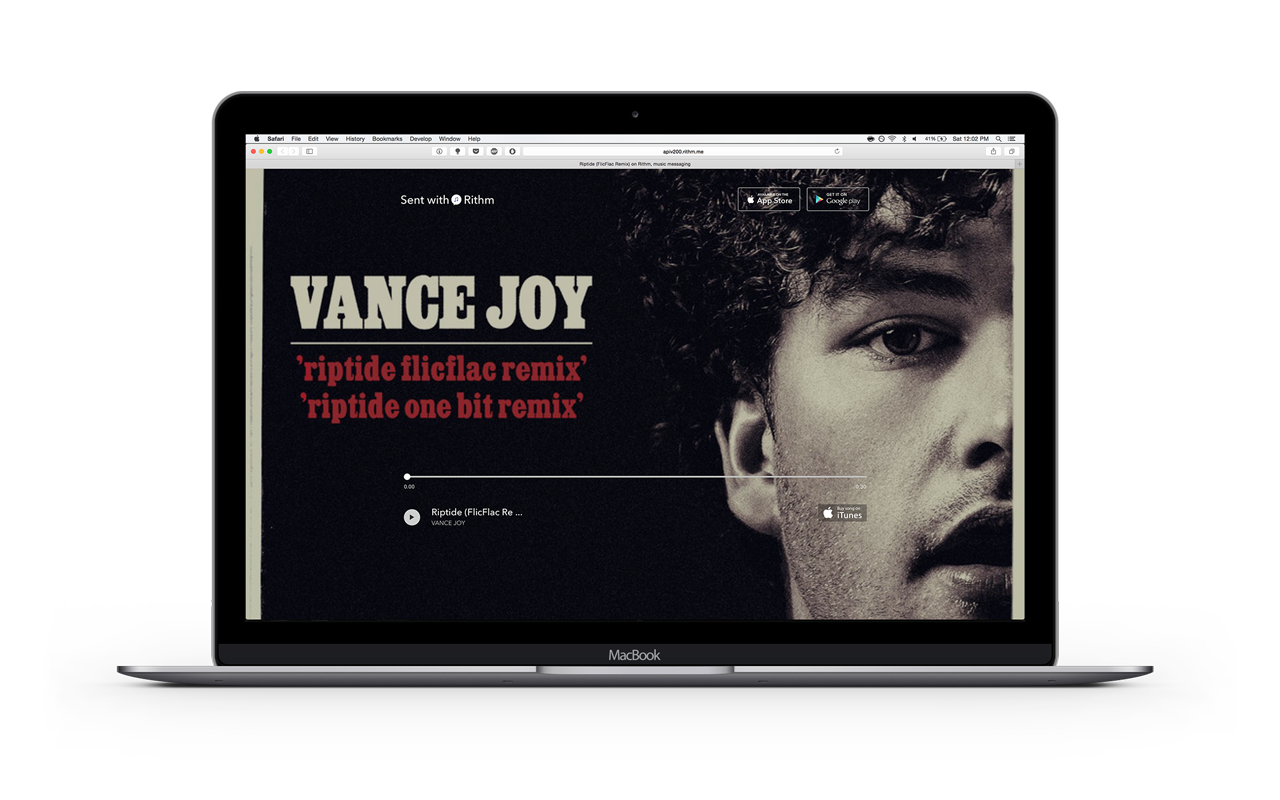 Safari File Edit View History Bookmarks Develop Window Help
41% Sat 12:02 PM
apiv200.rithm.me
Riptide (FlicFlac Remix) on Rithm, music messaging
Sent with Rithm
AVAILABLE ON THE
App Store
GET IT ON
Google play
VANCE JOY
’riptide flicflac remix’
’riptide one bit remix’
0:00
Riptide (FlicFlac Re ...
VANCE JOY
Buy song on
iTunes
MacBook